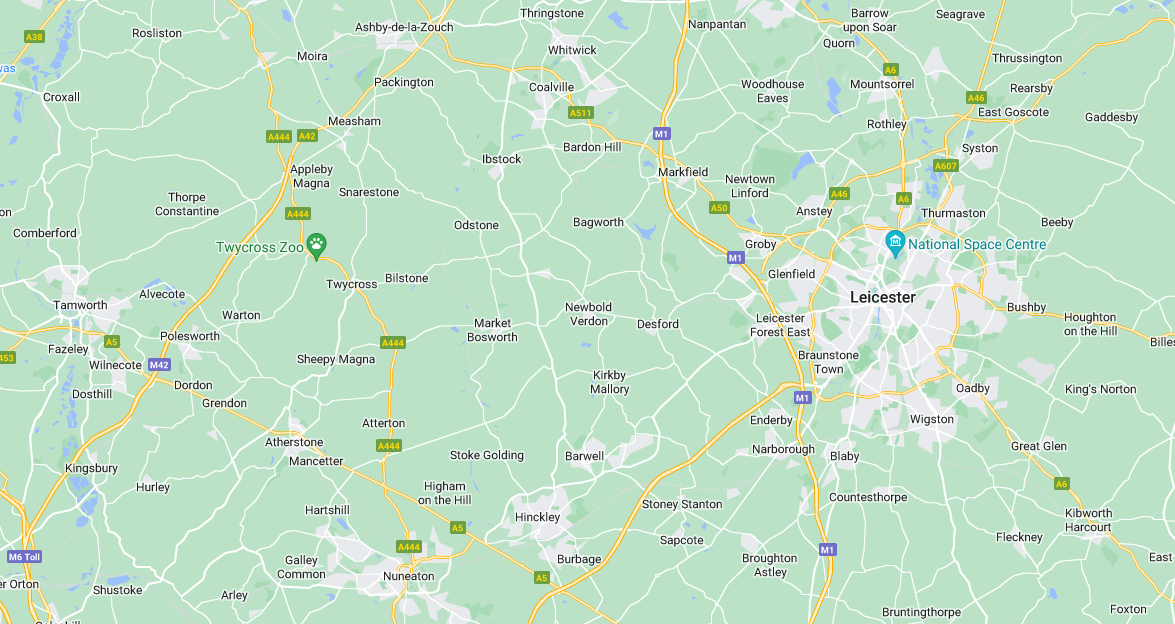 Thringstone
Barrow
upon Soar
Seagrave
Ashby-de-la-Zouch
Nanpantan
Rosliston
A38
Quorn
Whitwick
Moira
Thrussington
A6
Packington
Coalville
Woodhouse
Eaves
Mountsorrel
Rearsby
Croxall
A46
A511
East Goscote
Gaddesby
Measham
Rothley
A444
A42
M1
Bardon Hill
Syston
Ibstock
Markfield
A607
Appleby
Magna
Newtown
Linford
Snarestone
A46
A6
Thorpe
Constantine
A444
A50
Anstey
Thurmaston
on
Odstone
Bagworth
Beeby
Comberford
Twycross Zoo
Groby
National Space Centre
M1
Glenfield
Bilstone
Twycross
Alvecote
Leicester
Tamworth
Newbold
Verdon
Bushby
Warton
Market
Bosworth
Desford
Leicester
Forest East
Houghton
on the Hill
Polesworth
A5
A444
Billes
Fazeley
453
Sheepy Magna
Braunstone
Town
Wilnecote
M42
Dordon
Kirkby
Mallory
Oadby
King's Norton
Dosthill
Grendon
M1
Enderby
Wigston
Atterton
Atherstone
A444
Narborough
Great Glen
Mancetter
Stoke Golding
Barwell
Blaby
Kingsbury
Hurley
Higham
on the Hill
A6
Countesthorpe
Stoney Stanton
Hartshill
Hinckley
Kibworth
Harcourt
A5
Sapcote
Fleckney
A444
M1
M6 Toll
Galley
Common
Burbage
Broughton
Astley
East
Nuneaton
A5
er Orton
Shustoke
Arley
Bruntingthorpe
Foxton